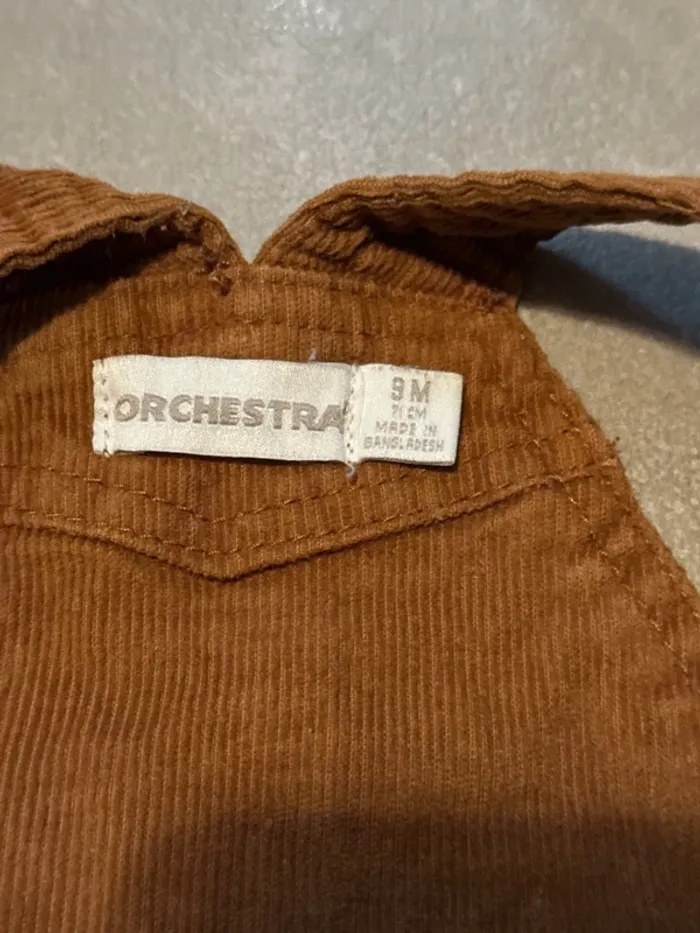 ORCHESTRA
9M
71 CM
MADE IN
BANGLADESH